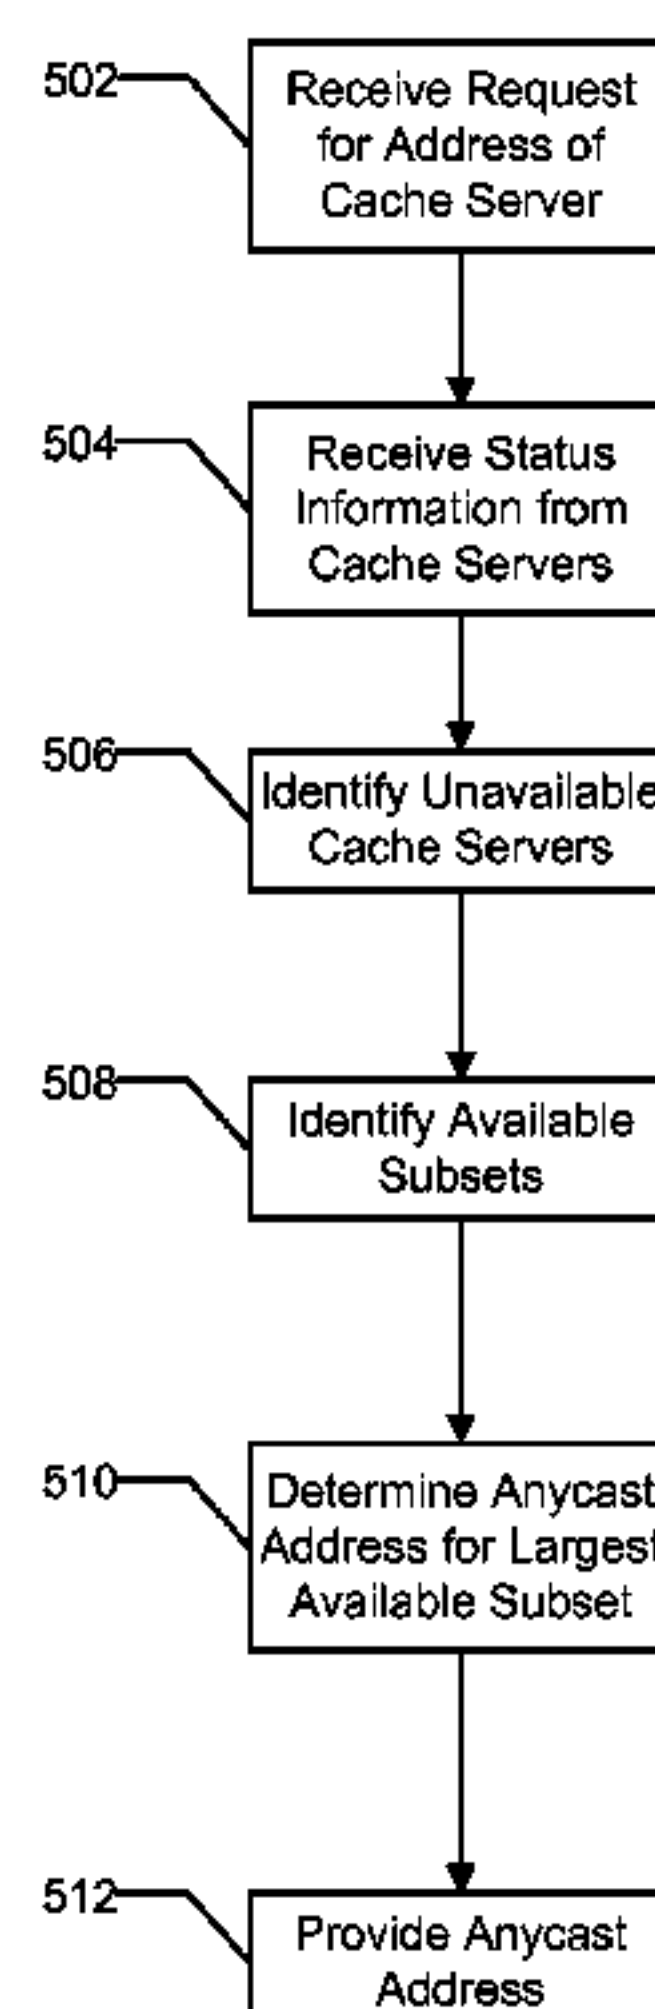 502
Receive Request
for Address of
Cache Server
504
Receive Status
Information from
Cache Servers
506
Identify Unavailable
Cache Servers
508
Identify Available
Subsets
510
Determine Anycast
Address for Largest
Available Subset
512
Provide Anycast
Address